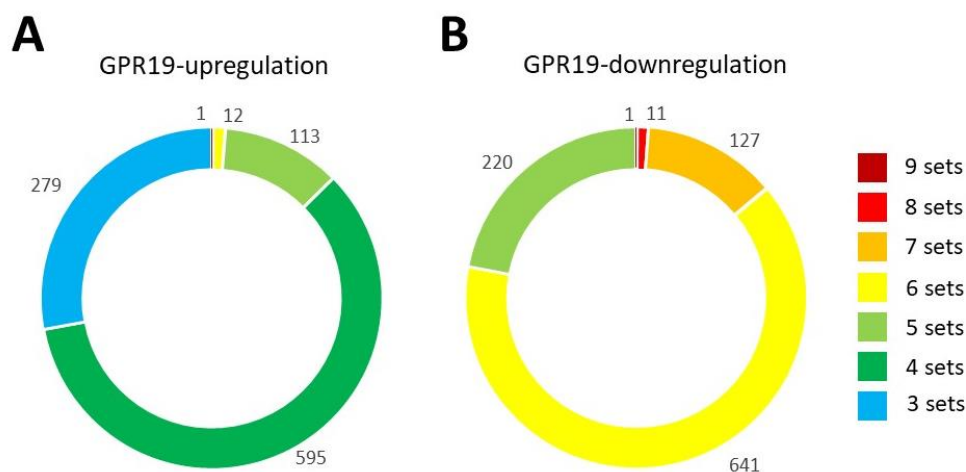 A
GPR19-upregulation
1
12
113
279
595
B
GPR19-downregulation
1
11
127
220
641
9 sets
8 sets
7 sets
6 sets
5 sets
4 sets
3 sets